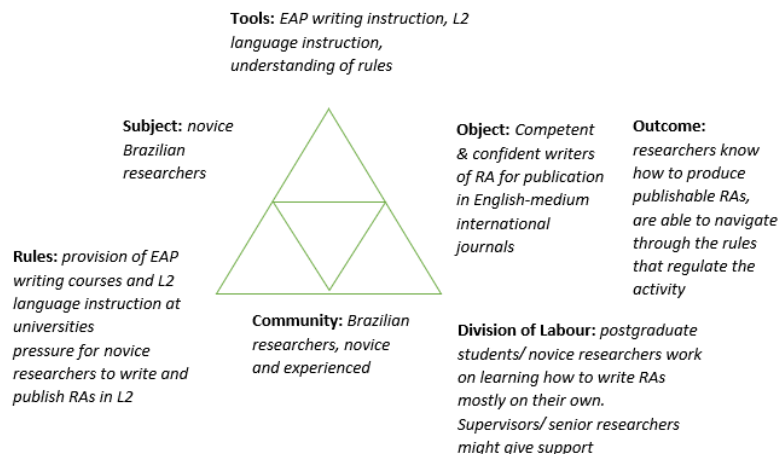 Tools: EAP writing instruction, L2
language instruction,
understanding of rules
Subject: novice
Brazilian
researchers
Object: Competent
& confident writers
of RA for publication
in English-medium
international
journals
Outcome:
researchers know
how to produce
publishable RAs,
are able to navigate
through the rules
that regulate the
activity
Rules: provision of EAP
writing courses and L2
language instruction at
universities
pressure for novice
researchers to write and
publish RAs in L2
Community: Brazilian
researchers, novice
and experienced
Division of Labour: postgraduate
students/ novice researchers work
on learning how to write RAs
mostly on their own.
Supervisors/ senior researchers
might give support